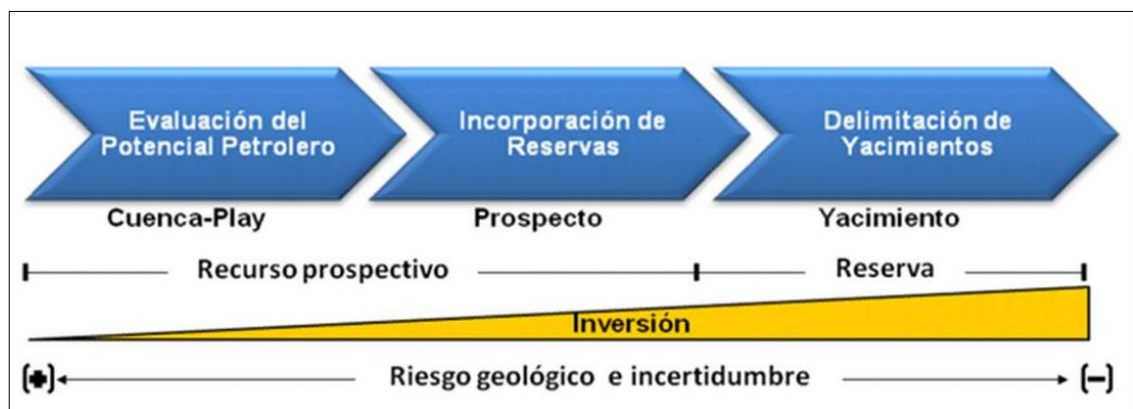 Evaluación del
Potencial Petrolero
Incorporación de
Reservas
Delimitación de
Yacimientos
Cuenca-Play
Prospecto
Yacimiento
Recurso prospectivo
Reserva
Inversión
(+)
Riesgo geológico e incertidumbre
(-)